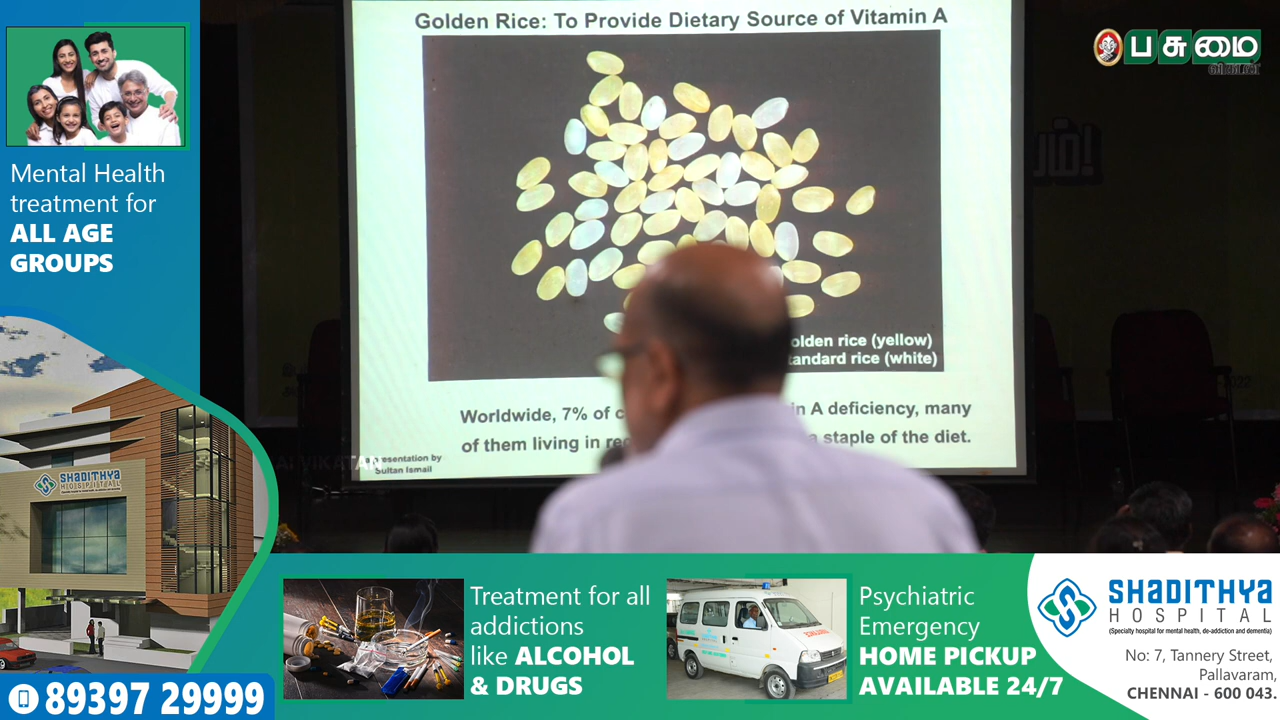 Golden Rice: To Provide Dietary Source of Vitamin A
பசுமை
olden rice (yellow)
tandard rice (white)
Worldwide, 7% of
in A deficiency, many
of them living in
a staple of the diet.
esentation by
Sultan Ismail
Mental Health
treatment for
ALL AGE
GROUPS
SHADITHYA
HOSPITAL
89397 29999
Treatment for all
addictions
like ALCOHOL
& DRUGS
Psychiatric
Emergency
HOME PICKUP
AVAILABLE 24/7
SHADITHYA
HOSPITAL
(Specialty hospital for mental health, de-addiction and dementia)
No: 7, Tannery Street,
Pallavaram,
CHENNAI - 600 043.